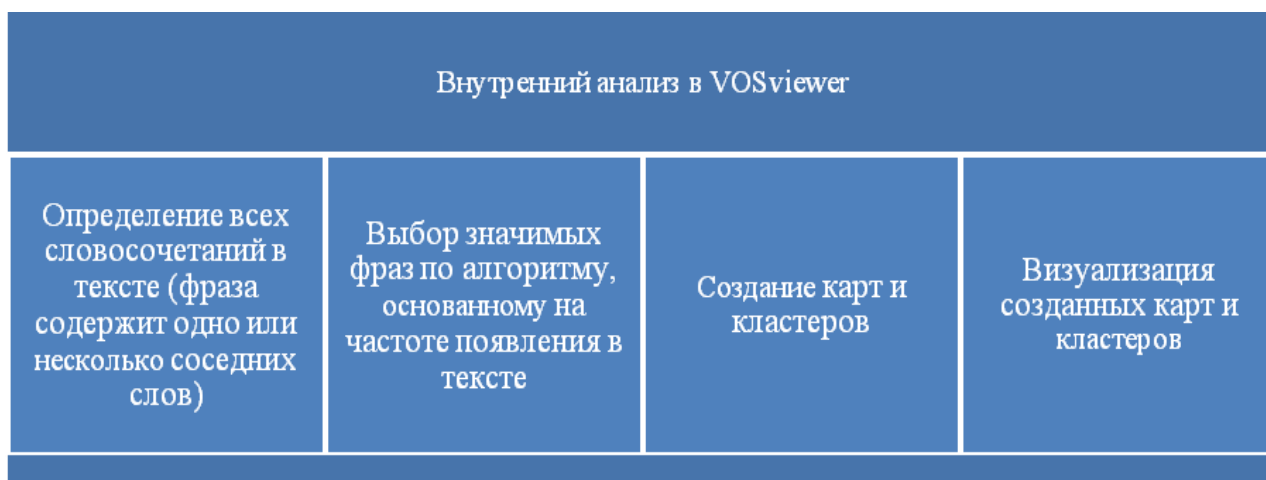 Внутренний анализ в VOSviewer
Определение всех
словосочетаний в
тексте (фраза
содержит одно или
несколько соседних
слов)
Выбор значимых
фраз по алгоритму,
основанному на
частоте появления в
тексте
Создание карт и
кластеров
Визуализация
созданных карт и
кластеров